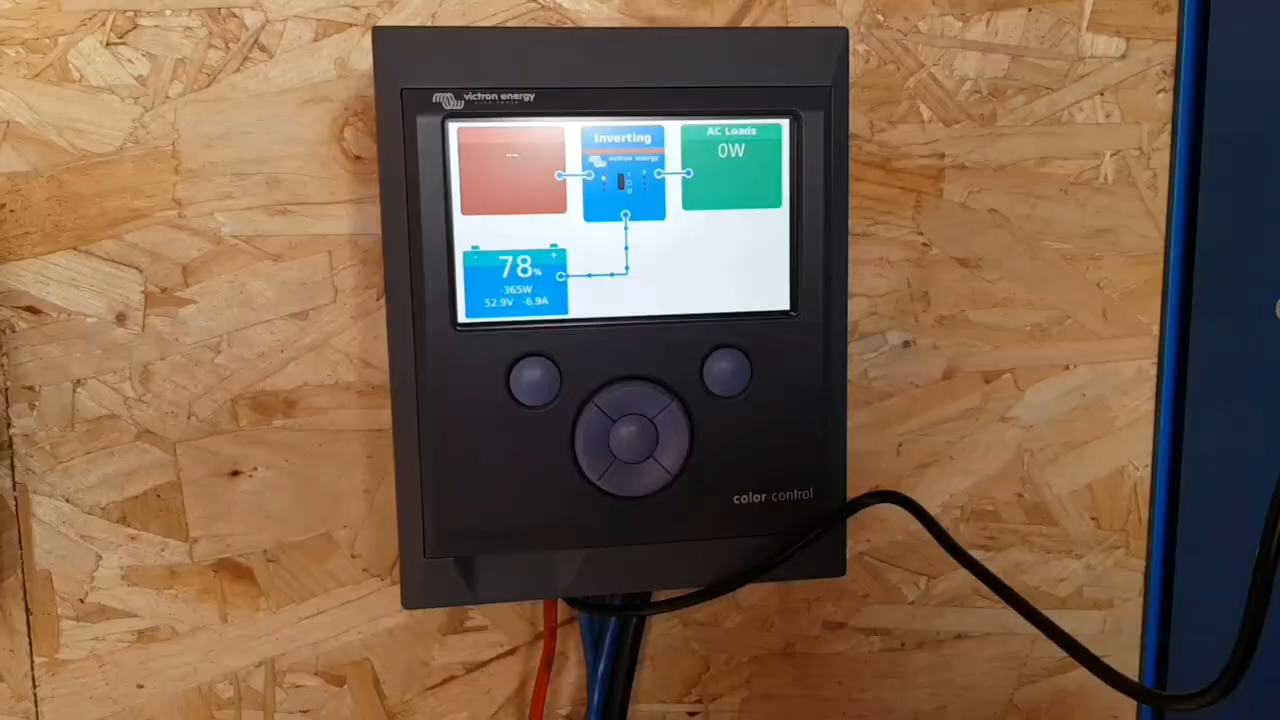 victron energy
Inverting
victron energy
--
AC Loads
0W
- +
78%
-365W
52.9V -6.9A
color control